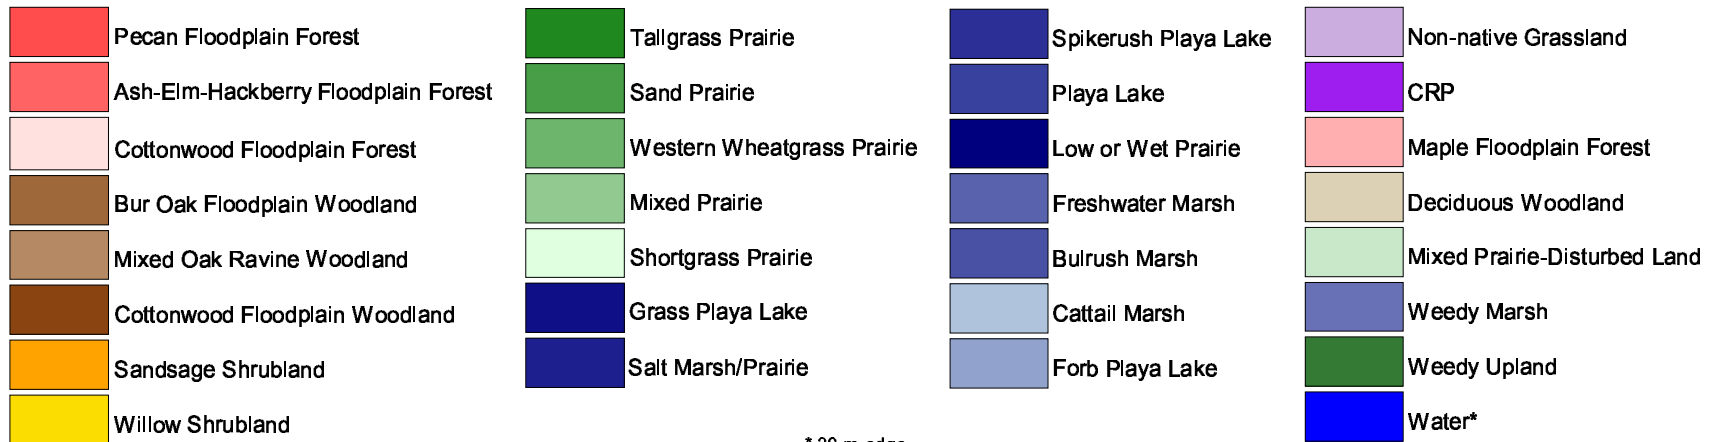 Pecan Floodplain Forest
Ash-Elm-Hackberry Floodplain Forest
Cottonwood Floodplain Forest
Bur Oak Floodplain Woodland
Mixed Oak Ravine Woodland
Cottonwood Floodplain Woodland
Sandsage Shrubland
Willow Shrubland
Tallgrass Prairie
Sand Prairie
Western Wheatgrass Prairie
Mixed Prairie
Shortgrass Prairie
Grass Playa Lake
Salt Marsh/Prairie
Spikerush Playa Lake
Playa Lake
Low or Wet Prairie
Freshwater Marsh
Bulrush Marsh
Cattail Marsh
Forb Playa Lake
Non-native Grassland
CRP
Maple Floodplain Forest
Deciduous Woodland
Mixed Prairie-Disturbed Land
Weedy Marsh
Weedy Upland
Water*